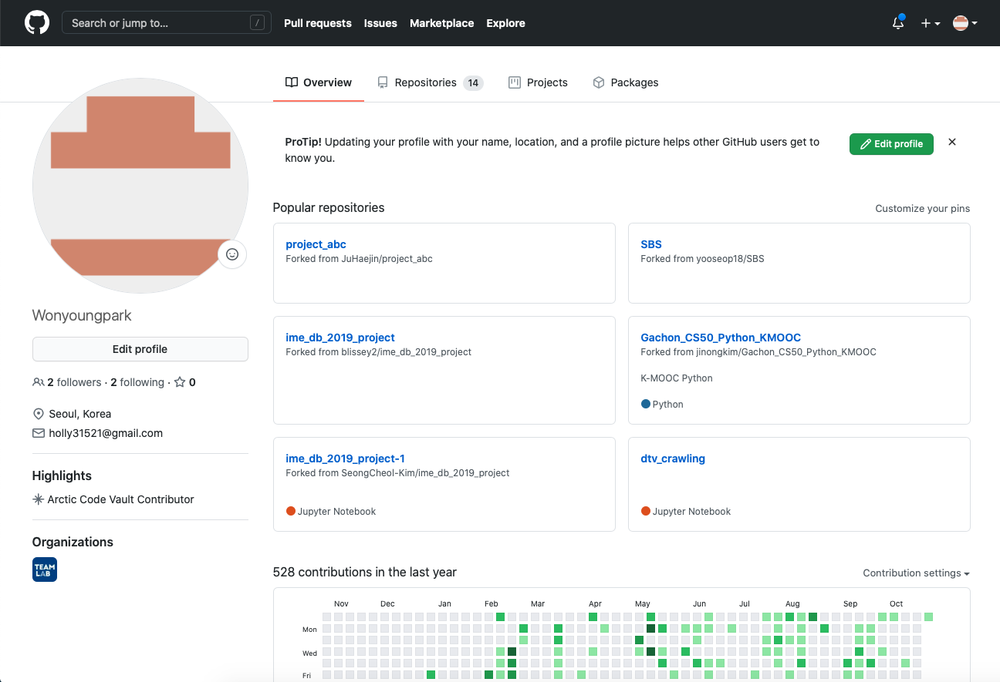 Search or jump to...
/
Pull requests
Issues
Marketplace
Explore
Overview
Repositories 14
Projects
Packages
ProTip! Updating your profile with your name, location, and a profile picture helps other GitHub users get to
know you.
Edit profile
Popular repositories
Customize your pins
project_abc
Forked from JuHaejin/project_abc
SBS
Forked from yooseop18/SBS
ime_db_2019_project
Forked from blissey2/ime_db_2019_project
Gachon_CS50_Python_KMOOC
Forked from jinongkim/Gachon_CS50_Python_KMOOC
K-MOOC Python
Python
ime_db_2019_project-1
Forked from SeongCheol-Kim/ime_db_2019_project
Jupyter Notebook
dtv_crawling
Jupyter Notebook
Wonyoungpark
Edit profile
2 followers · 2 following · 0
Seoul, Korea
holly31521@gmail.com
Highlights
Arctic Code Vault Contributor
Organizations
TEAM
LAB
528 contributions in the last year
Contribution settings
Nov Dec Jan Feb Mar Apr May Jun Jul Aug Sep Oct
Mon
Wed
Fri